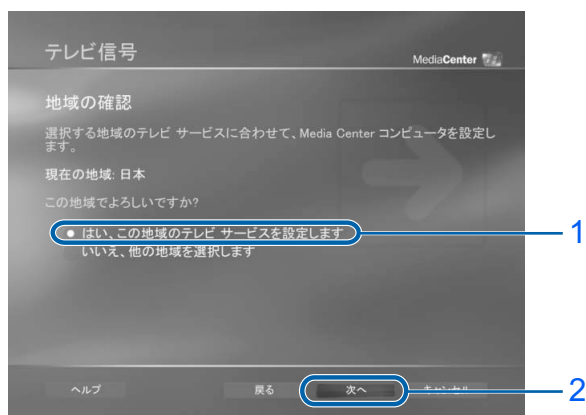 テレビ信号
MediaCenter
地域の確認
選択する地域のテレビ サービスに合わせて、Media Center コンピュータを設定し
ます。
現在の地域: 日本
この地域でよろしいですか?
はい、この地域のテレビ サービスを設定します
1
いいえ、他の地域を選択します
ヘルプ
戻る
次へ
キャンセル
2